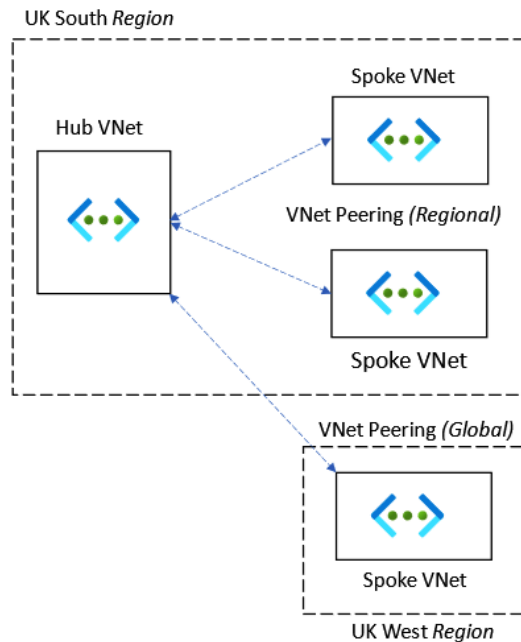 UK South Region
Spoke VNet
Hub VNet
VNet Peering (Regional)
Spoke VNet
VNet Peering (Global)
Spoke VNet
UK West Region